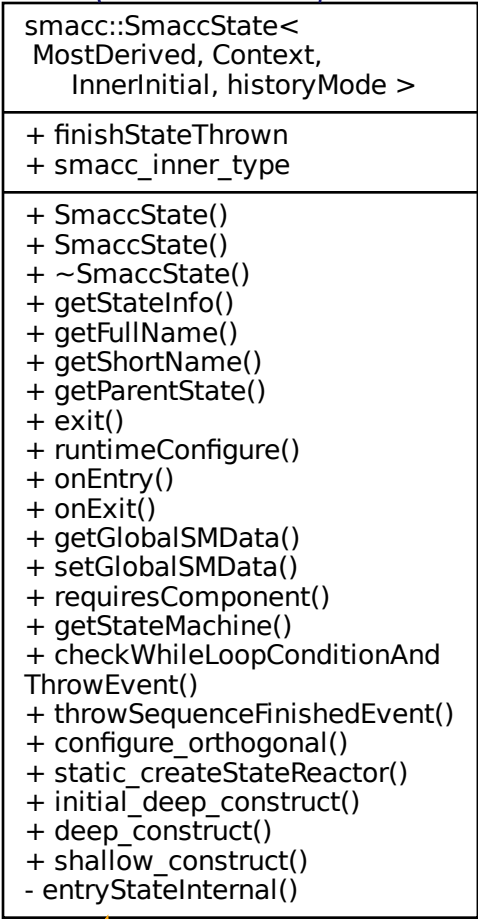 smacc::SmaccState<
MostDerived, Context,
InnerInitial, historyMode >
+ finishStateThrown
+ smacc_inner_type
+ SmaccState()
+ SmaccState()
+ ~SmaccState()
+ getStateInfo()
+ getFullName()
+ getShortName()
+ getParentState()
+ exit()
+ runtimeConfigure()
+ onEntry()
+ onExit()
+ getGlobalSMData()
+ setGlobalSMData()
+ requiresComponent()
+ getStateMachine()
+ checkWhileLoopConditionAnd
ThrowEvent()
+ throwSequenceFinishedEvent()
+ configure_orthogonal()
+ static_createStateReactor()
+ initial_deep_construct()
+ deep_construct()
+ shallow_construct()
- entryStateInternal()